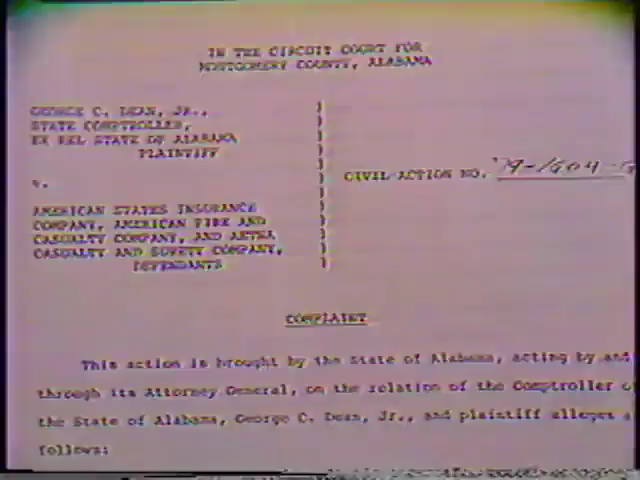 IN THE CIRCUIT COURT FOR
MONTGOMERY COUNTY, ALABAMA
GEORGE C. DEAN, JR.,
STATE COMPTROLLER,
EX REL STATE OF ALABAMA
PLAINTIFF
v.
CIVIL ACTION NO. 79-1604-
AMERICAN STATES INSURANCE
COMPANY, AMERICAN FIRE AND
CASUALTY COMPANY, AND AETNA
CASUALTY AND SURETY COMPANY,
DEFENDANTS
COMPLAINT
This action is brought by the State of Alabama, acting by and
through its Attorney General, on the relation of the Comptroller o
the State of Alabama, George C. Dean, Jr., and plaintiff alleges a
follows: